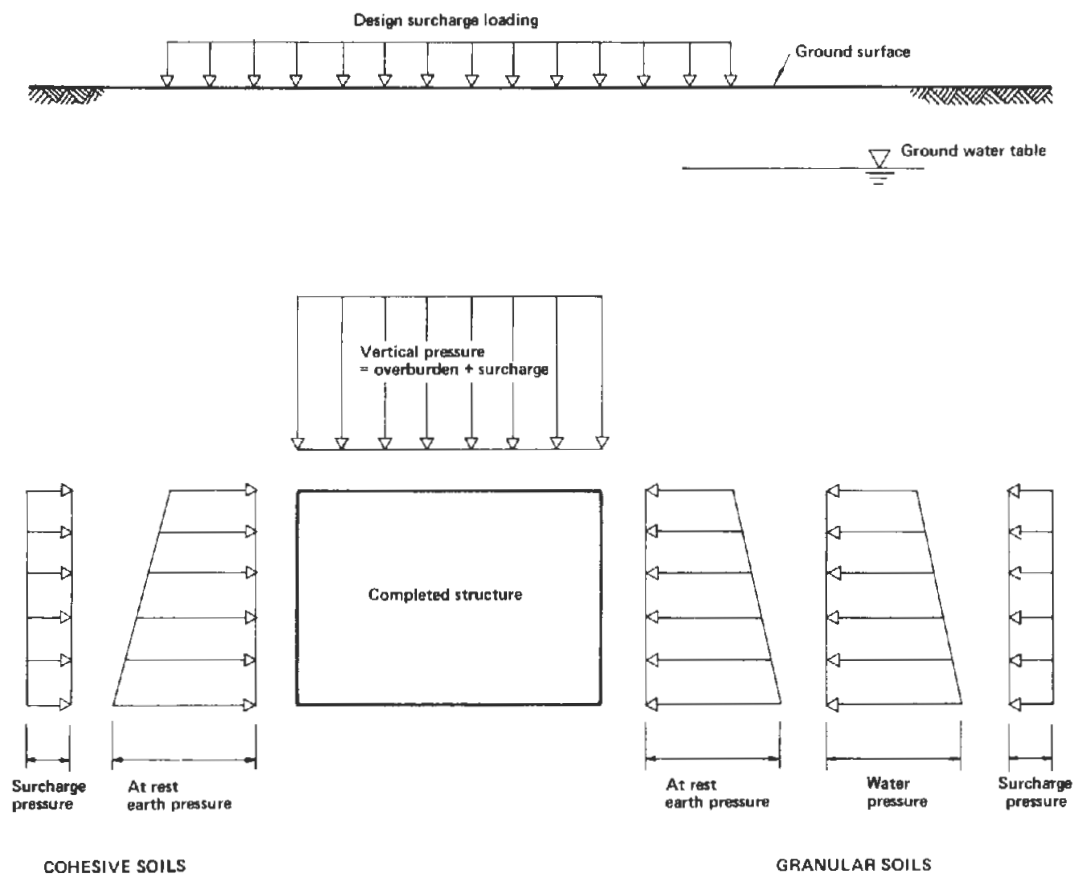 Design surcharge loading
Ground surface
Ground water table
Vertical pressure
= overburden + surcharge
Completed structure
Surcharge
pressure
At rest
earth pressure
At rest
earth pressure
Water
pressure
Surcharge
pressure
COHESIVE SOILS
GRANULAR SOILS